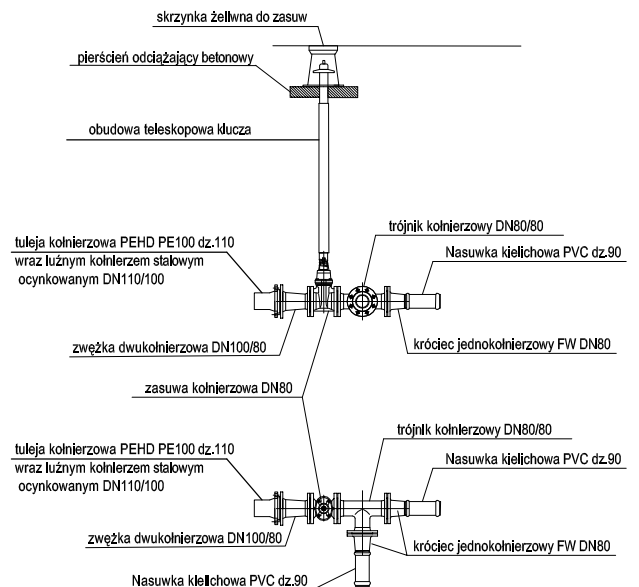 skrzynka żeliwna do zasuw
pierścień odciążający betonowy
obudowa teleskopowa klucza
trójnik kołnierzowy DN80/80
tuleja kołnierzowa PEHD PE100 dz.110
wraz luźnym kołnierzem stalowym
ocynkowanym DN110/100
Nasuwka kielichowa PVC dz.90
zwężka dwukołnierzowa DN100/80
króciec jednokołnierzowy FW DN80
zasuwa kołnierzowa DN80
trójnik kołnierzowy DN80/80
tuleja kołnierzowa PEHD PE100 dz.110
wraz luźnym kołnierzem stalowym
ocynkowanym DN110/100
Nasuwka kielichowa PVC dz.90
zwężka dwukołnierzowa DN100/80
króciec jednokołnierzowy FW DN80
Nasuwka kielichowa PVC dz.90